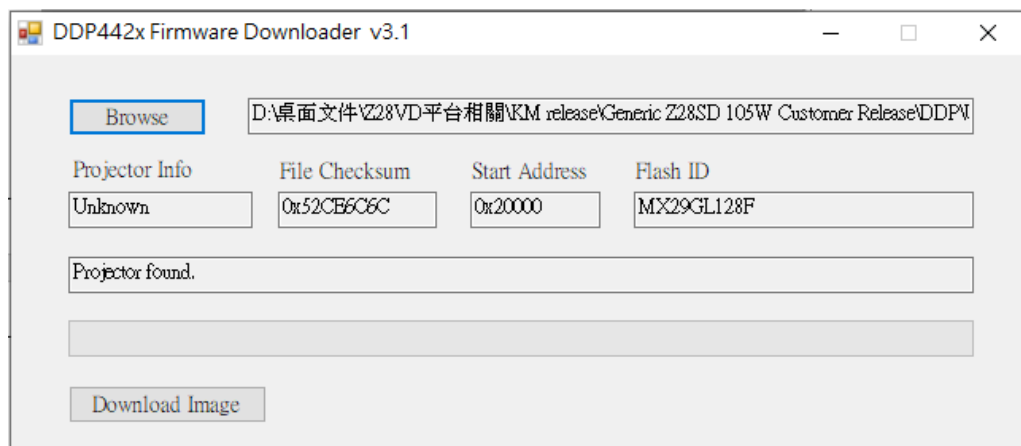 DDP442x Firmware Downloader v3.1
Browse
D:\桌面文件\Z28VD平台相關\KM release\Generic Z28SD 105W Customer Release\DDP\
Projector Info File Checksum Start Address Flash ID
Unknown 0x52CE6C6C 0x20000 MX29GL128F
Projector found.
Download Image